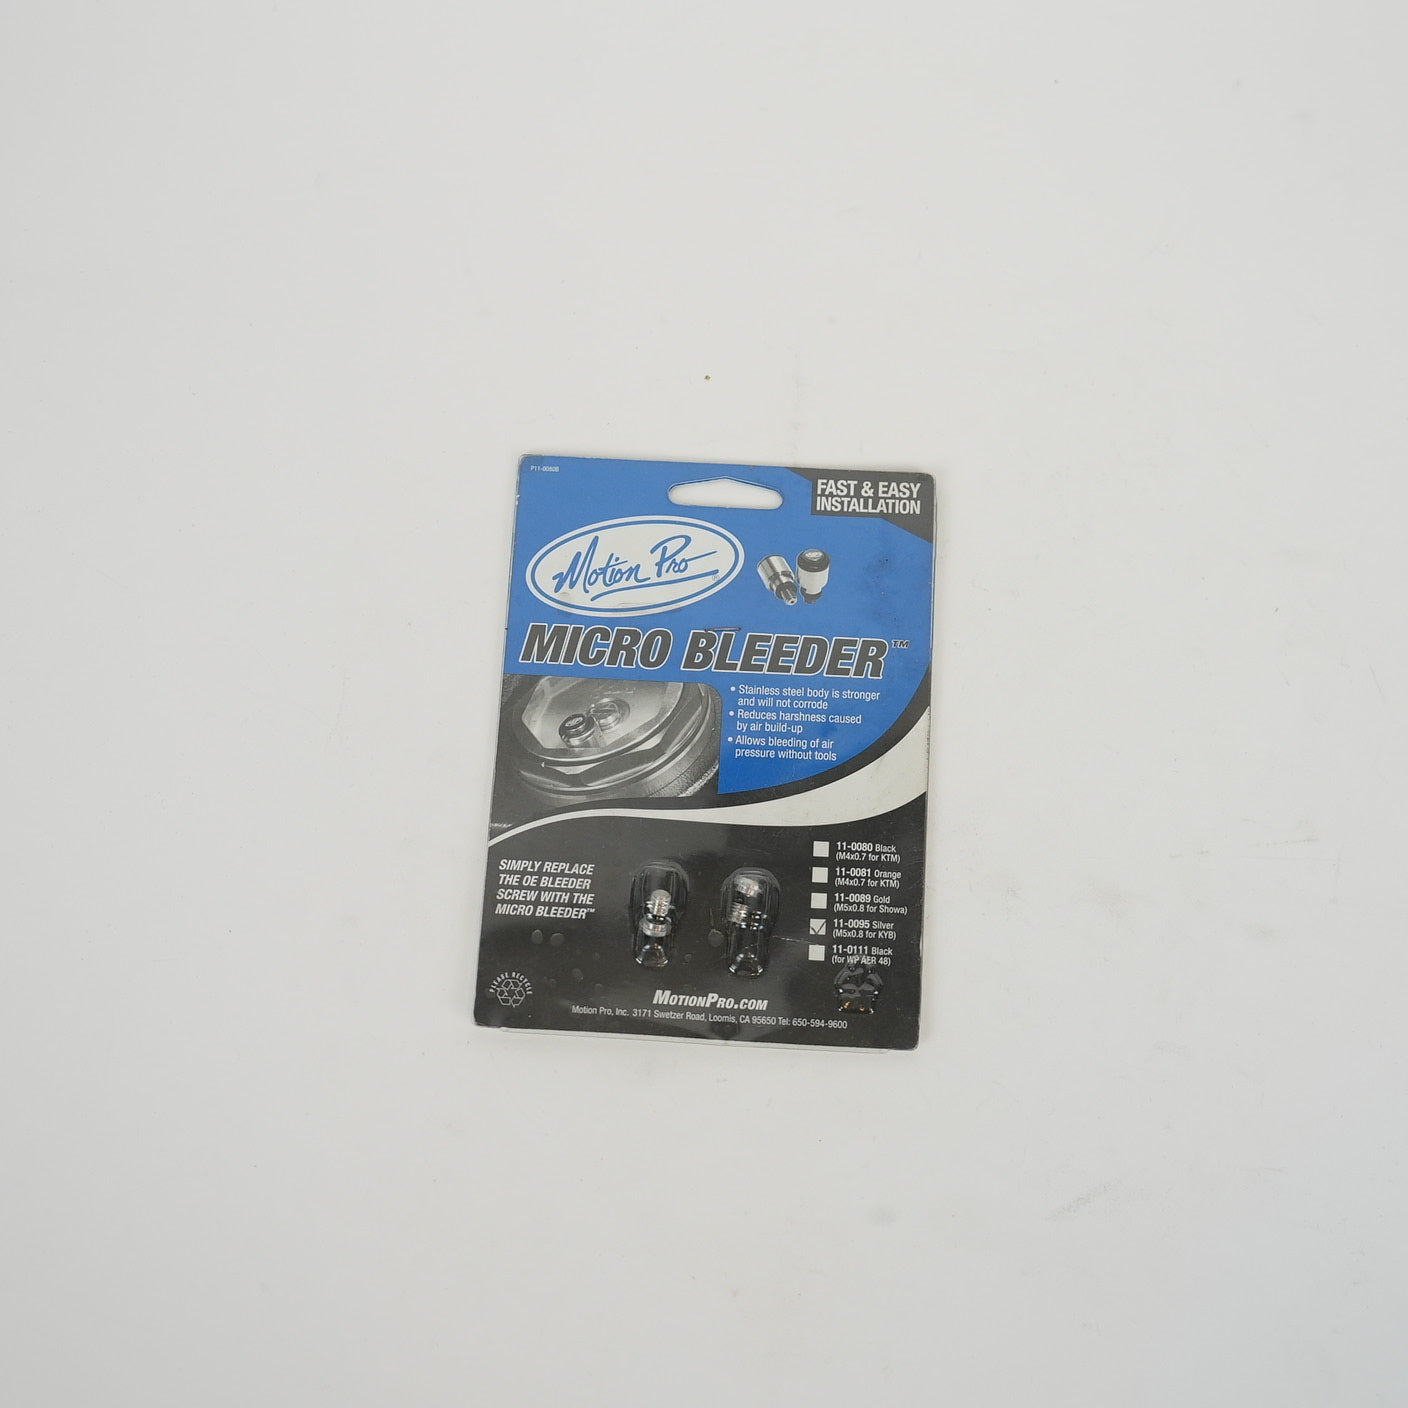 P11-0080B
FAST & EASY
INSTALLATION
Motion Pro®
MICRO BLEEDER™
• Stainless steel body is stronger
and will not corrode
• Reduces harshness caused
by air build-up
• Allows bleeding of air
pressure without tools
SIMPLY REPLACE
THE OE BLEEDER
SCREW WITH THE
MICRO BLEEDER™
11-0080 Black
(M4x0.7 for KTM)
11-0081 Orange
(M4x0.7 for KTM)
11-0089 Gold
(M5x0.8 for Showa)
11-0095 Silver
(M5x0.8 for KYB)
11-0111 Black
(for WP AER 48)
PLEASE RECYCLE
MOTIONPRO.COM
Motion Pro, Inc. 3171 Swetzer Road, Loomis, CA 95650 Tel: 650-594-9600